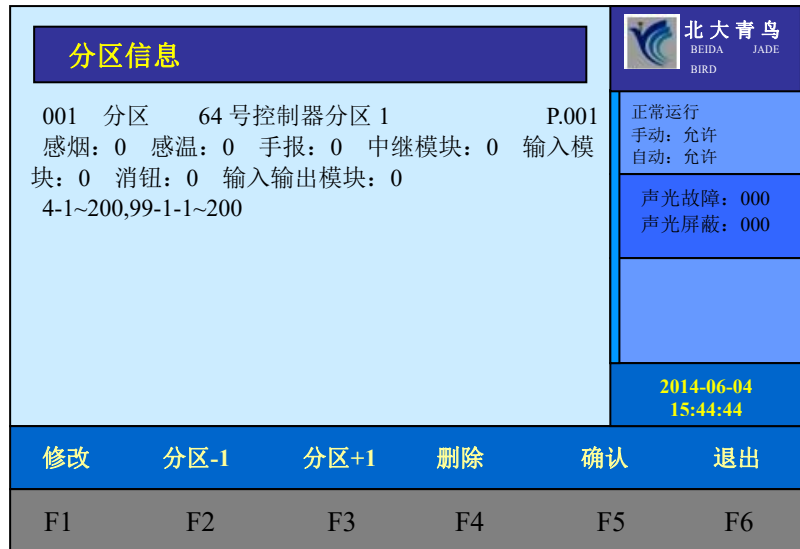 分区信息
北大青鸟
BEIDA JADE
BIRD
001 分区 64 号控制器分区 1 P.001
感烟：0 感温：0 手报：0 中继模块：0 输入模
块：0 消钮：0 输入输出模块：0
4-1~200,99-1-1~200
正常运行
手动：允许
自动：允许
声光故障：000
声光屏蔽：000
2014-06-04
15:44:44
修改 分区-1 分区+1 删除 确认 退出
F1 F2 F3 F4 F5 F6